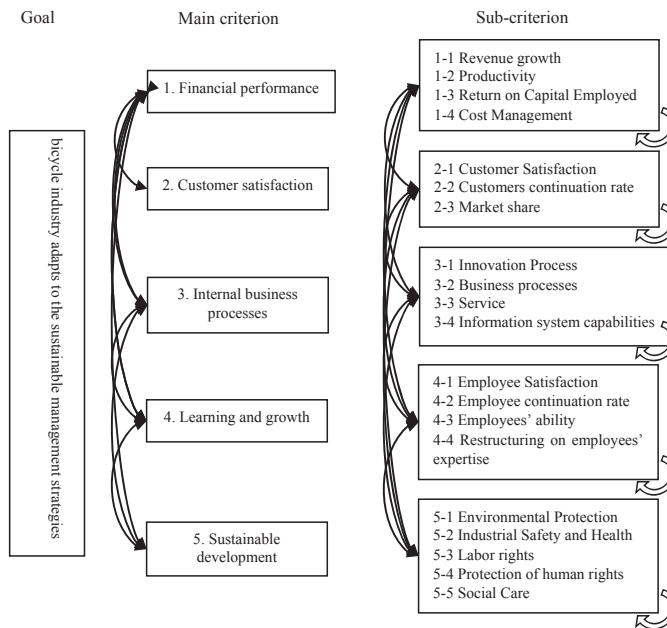 Goal
Main criterion
Sub-criterion
bicycle industry adapts to the sustainable management strategies
1. Financial performance
2. Customer satisfaction
3. Internal business
processes
4. Learning and growth
5. Sustainable
development
1-1 Revenue growth
1-2 Productivity
1-3 Return on Capital Employed
1-4 Cost Management
2-1 Customer Satisfaction
2-2 Customers continuation rate
2-3 Market share
3-1 Innovation Process
3-2 Business processes
3-3 Service
3-4 Information system capabilities
4-1 Employee Satisfaction
4-2 Employee continuation rate
4-3 Employees' ability
4-4 Restructuring on employees'
expertise
5-1 Environmental Protection
5-2 Industrial Safety and Health
5-3 Labor rights
5-4 Protection of human rights
5-5 Social Care